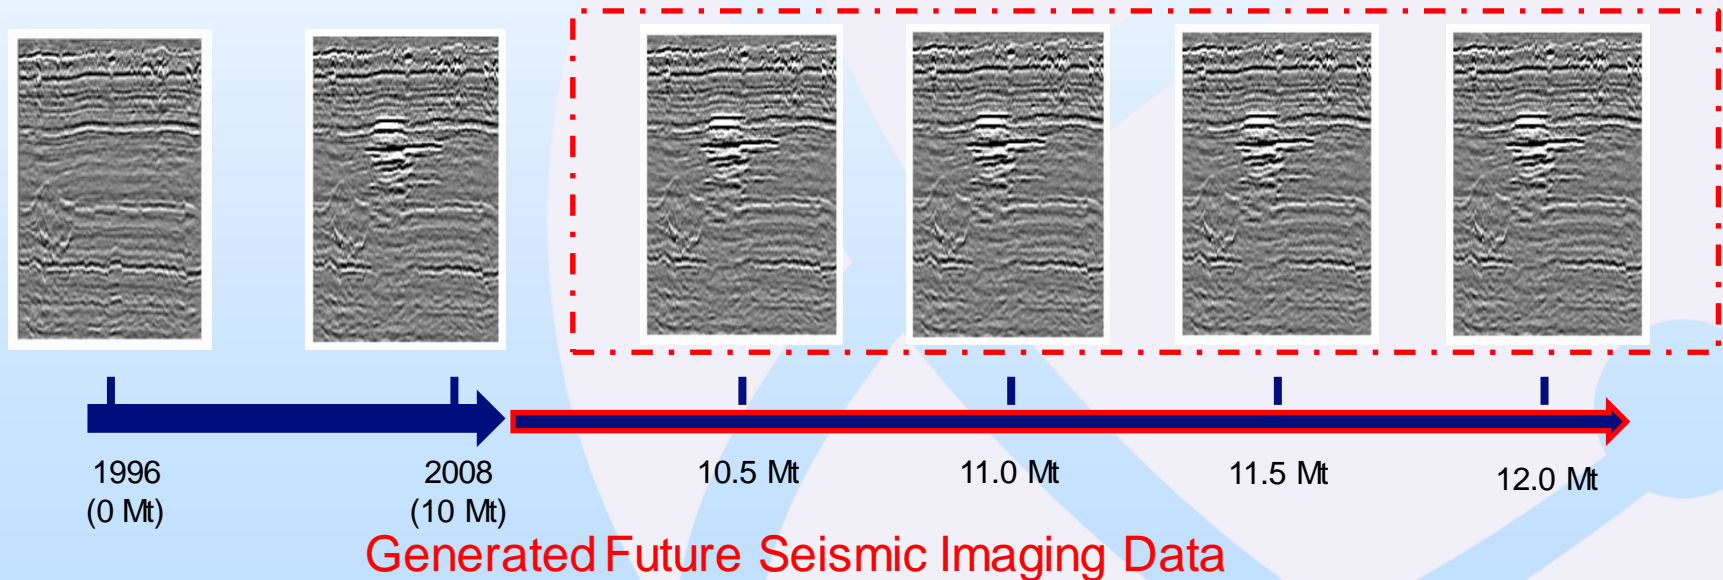 1996
(0 Mt)
2008
(10 Mt)
10.5 Mt
11.0 Mt
11.5 Mt
12.0 Mt
Generated Future Seismic Imaging Data